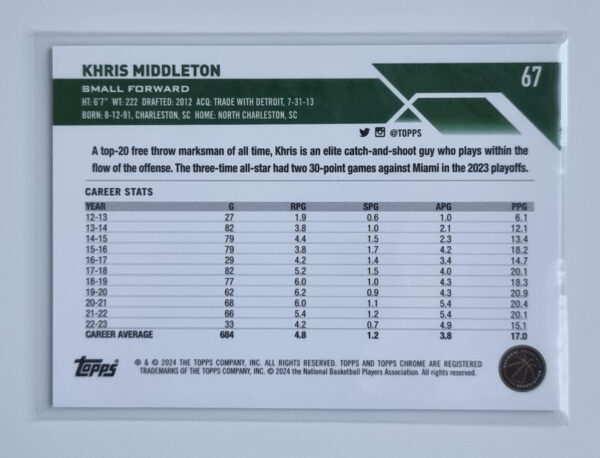 KHRIS MIDDLETON
67
SMALL FORWARD
HT: 6'7" WT: 222 DRAFTED: 2012 ACQ: TRADE WITH DETROIT, 7-31-13
BORN: 8-12-91, CHARLESTON, SC HOME: NORTH CHARLESTON, SC
@TOPPS
A top-20 free throw marksman of all time, Khris is an elite catch-and-shoot guy who plays within the
flow of the offense. The three-time all-star had two 30-point games against Miami in the 2023 playoffs.
CAREER STATS
YEAR G RPG SPG APG PPG
12-13 27 1.9 0.6 1.0 6.1
13-14 82 3.8 1.0 2.1 12.1
14-15 79 4.4 1.5 2.3 13.4
15-16 79 3.8 1.7 4.2 18.2
16-17 29 4.2 1.4 3.4 14.7
17-18 82 5.2 1.5 4.0 20.1
18-19 77 6.0 1.0 4.3 18.3
19-20 62 6.2 0.9 4.3 20.9
20-21 68 6.0 1.1 5.4 20.4
21-22 66 5.4 1.2 5.4 20.1
22-23 33 4.2 0.7 4.9 15.1
CAREER AVERAGE 684 4.8 1.2 3.8 17.0
Topps
® & © 2024 THE TOPPS COMPANY, INC. ALL RIGHTS RESERVED. TOPPS AND TOPPS CHROME ARE REGISTERED
TRADEMARKS OF THE TOPPS COMPANY, INC. © 2024 the National Basketball Players Association. All rights reserved.